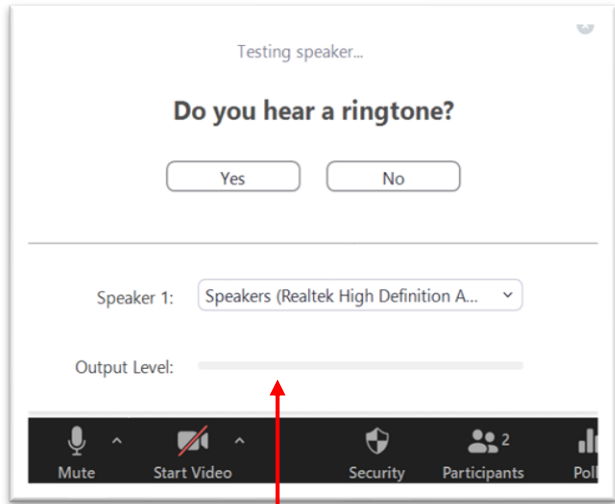 Testing speaker...
Do you hear a ringtone?
Yes No
Speaker 1: Speakers (Realtek High Definition A...
Output Level:
2
Mute Start Video Security Participants Poll